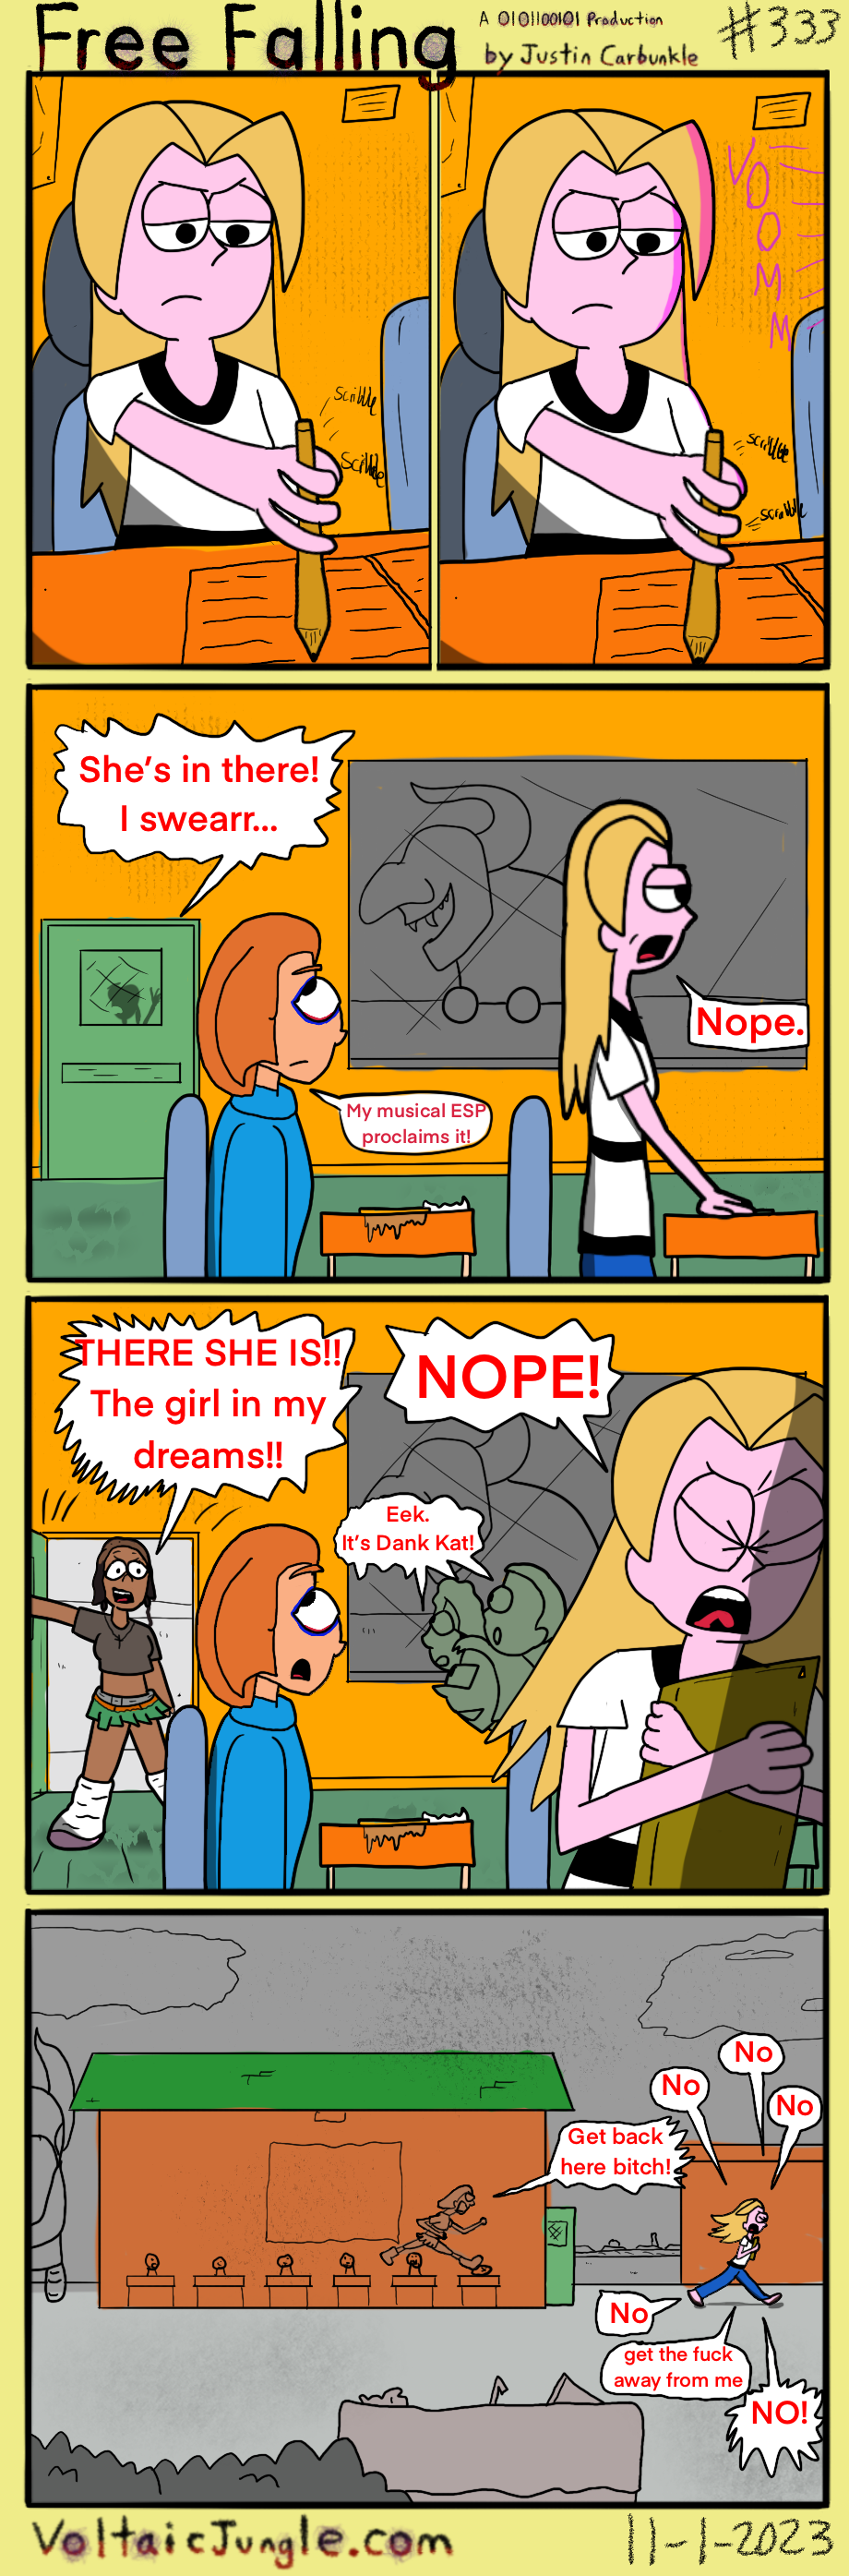 Free Falling
A 0101100101 Production
by Justin Carbunkle
#333
scribble
scribble
VOOMM
scribble
scribble
She's in there!
I swearr...
My musical ESP
proclaims it!
Nope.
THERE SHE IS!!
The girl in my
dreams!!
NOPE!
Eek.
It's Dank Kat!
Get back
here bitch!
No
No
No
No
get the fuck
away from me
NO!
VoltaicJungle.com
11-1-2023